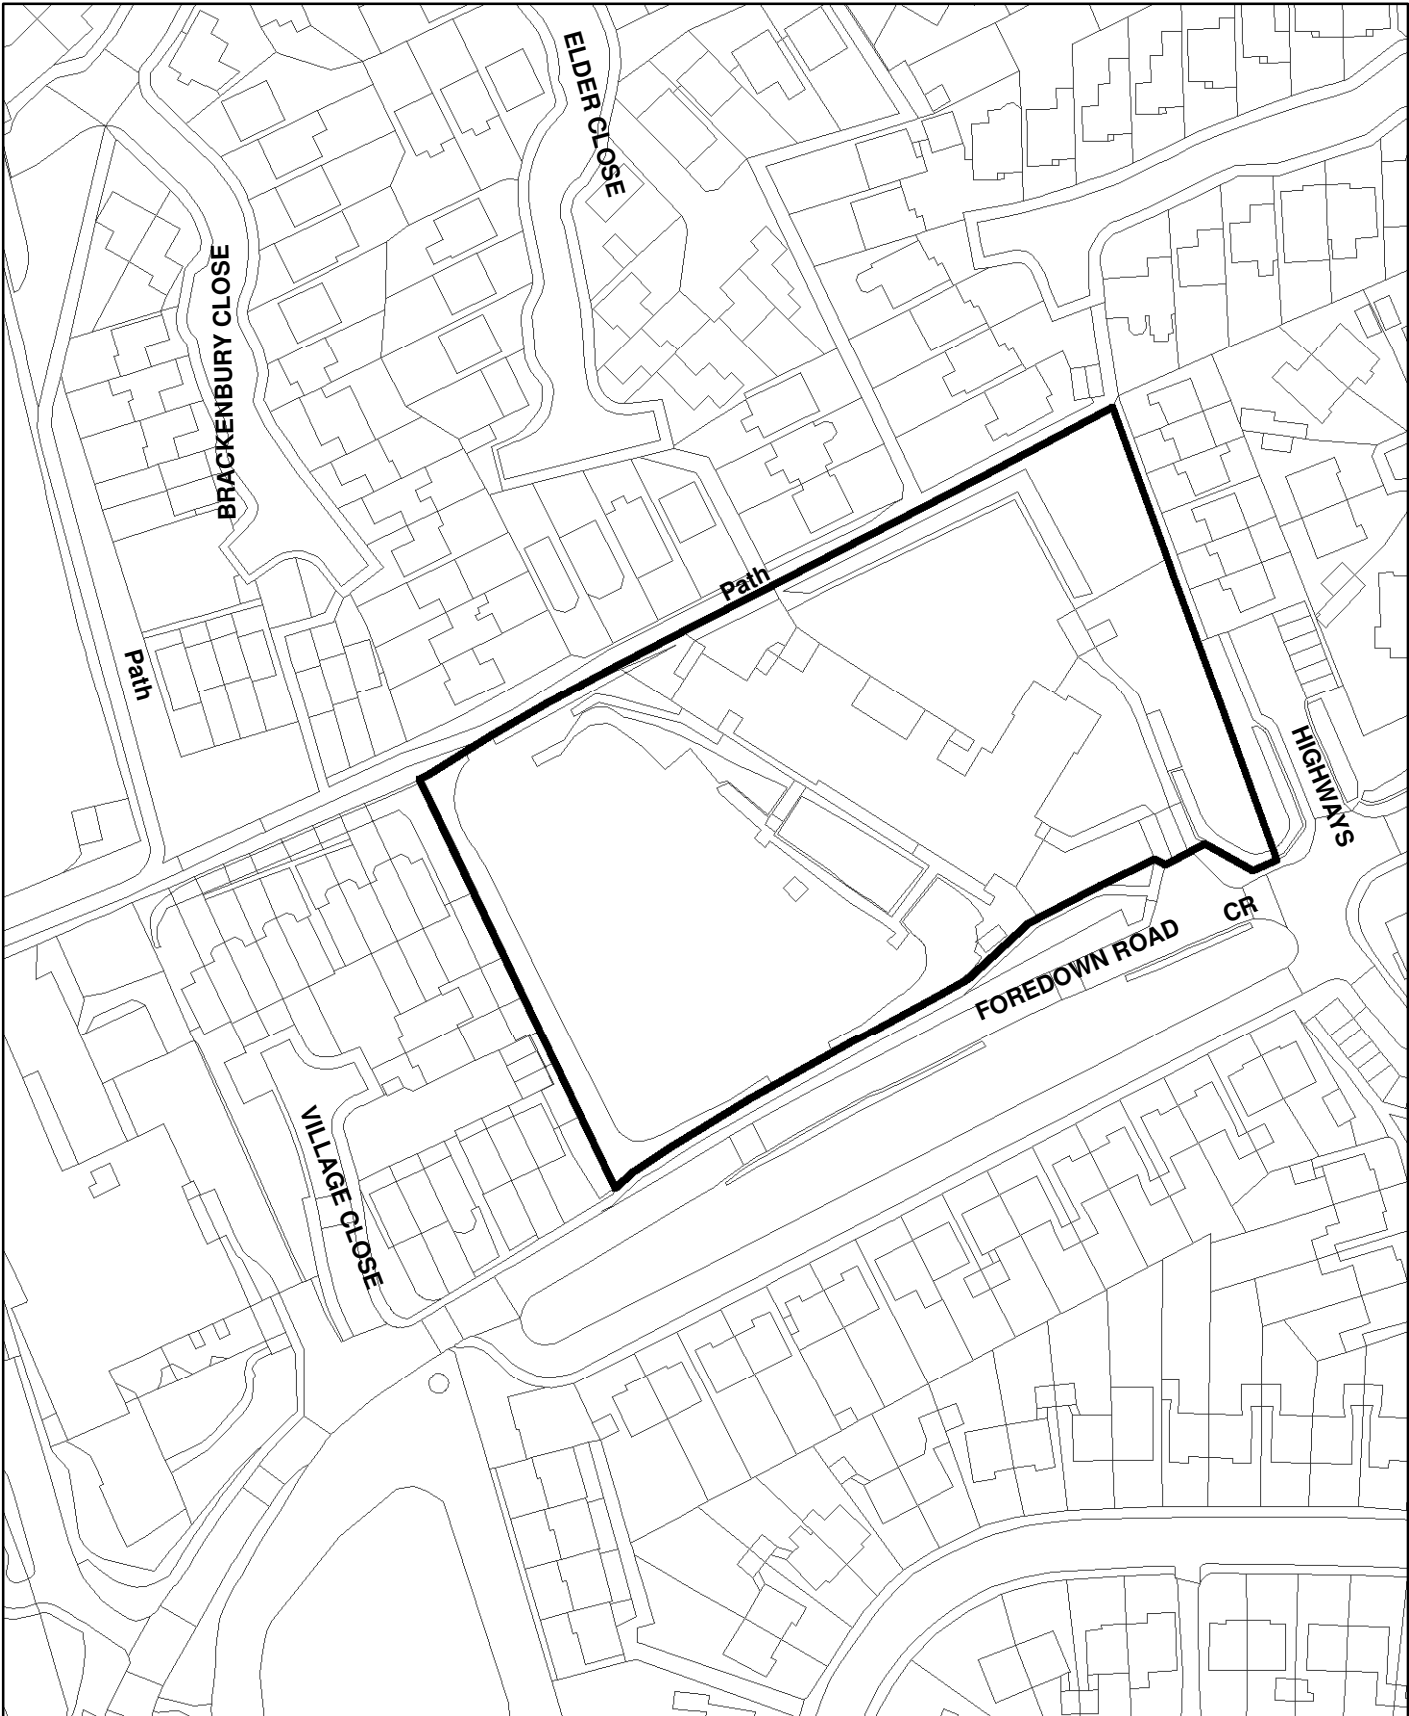 ELDER CLOSE
BRACKENBURY CLOSE
Path
Path
HIGHWAYS
CR
FOREDOWN ROAD
VILLAGE CLOSE